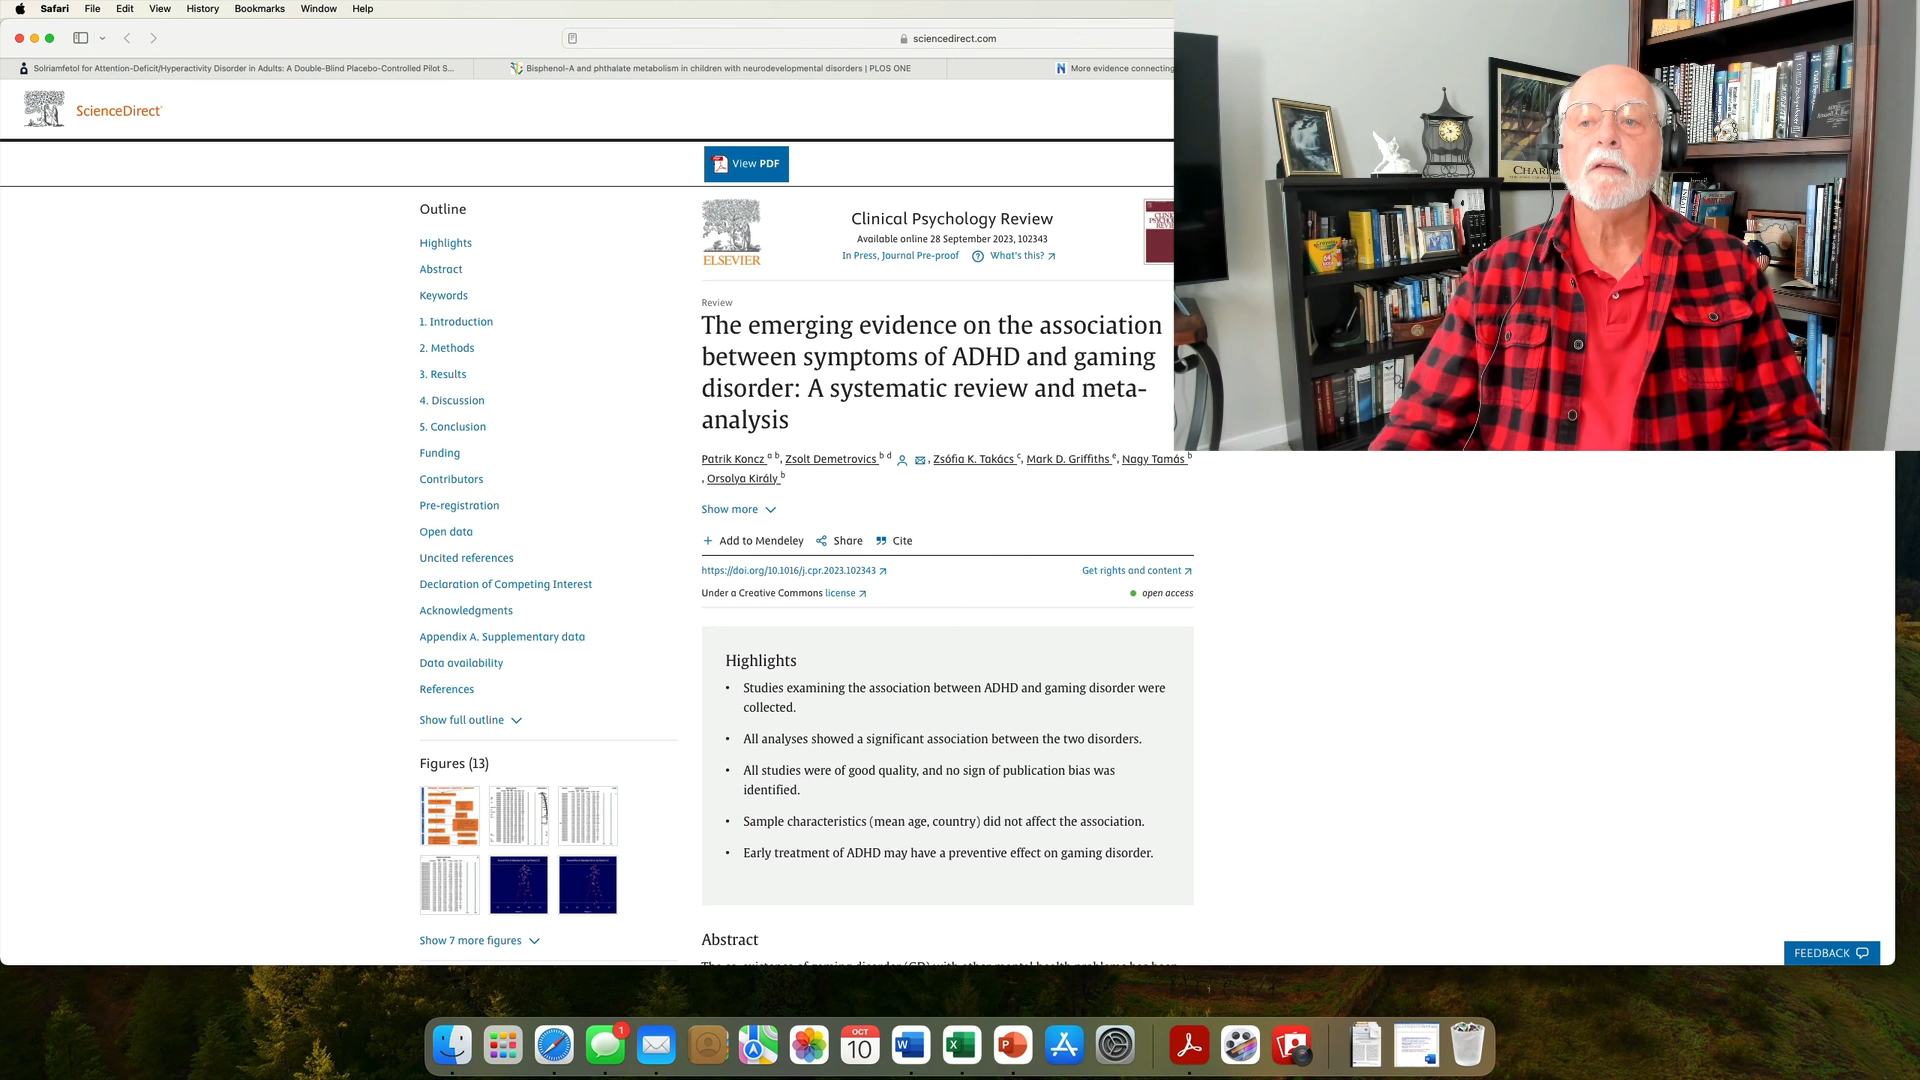 Safari File Edit View History Bookmarks Window Help
sciencedirect.com
Solriamfetol for Attention-Deficit/Hyperactivity Disorder in Adults: A Double-Blind Placebo-Controlled Pilot S...
Bisphenol-A and phthalate metabolism in children with neurodevelopmental disorders | PLOS ONE
More evidence connecting
ScienceDirect
View PDF
Outline
Highlights
Abstract
Keywords
1. Introduction
2. Methods
3. Results
4. Discussion
5. Conclusion
Funding
Contributors
Pre-registration
Open data
Uncited references
Declaration of Competing Interest
Acknowledgments
Appendix A. Supplementary data
Data availability
References
Show full outline
Figures (13)
Show 7 more figures
ELSEVIER
Clinical Psychology Review
Available online 28 September 2023, 102343
In Press, Journal Pre-proof What's this?
Review
The emerging evidence on the association
between symptoms of ADHD and gaming
disorder: A systematic review and meta-
analysis
Patrik Koncz a b, Zsolt Demetrovics b d, Zsófia K. Takács c, Mark D. Griffiths e, Nagy Tamás b
, Orsolya Király b
Show more
Add to Mendeley Share Cite
https://doi.org/10.1016/j.cpr.2023.102343
Get rights and content
Under a Creative Commons license
open access
Highlights
• Studies examining the association between ADHD and gaming disorder were
collected.
• All analyses showed a significant association between the two disorders.
• All studies were of good quality, and no sign of publication bias was
identified.
• Sample characteristics (mean age, country) did not affect the association.
• Early treatment of ADHD may have a preventive effect on gaming disorder.
Abstract
FEEDBACK
1
OCT
10